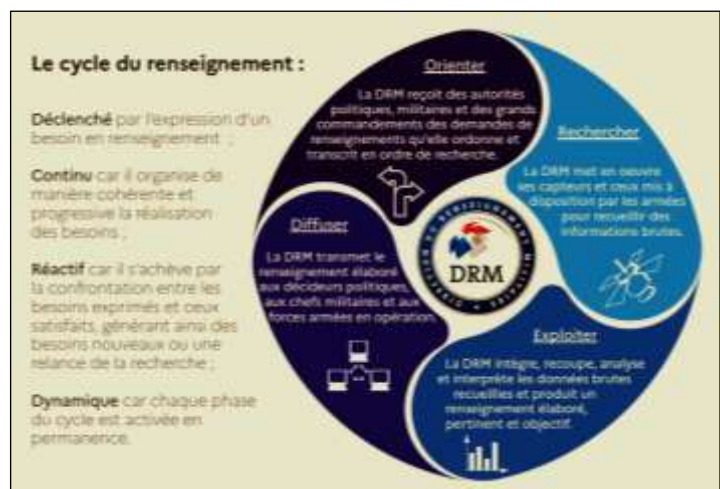 Le cycle du renseignement :
Déclenché par l'expression d'un
besoin en renseignement ;
Continu car il organise de
manière cohérente et
progressive la réalisation
des besoins ;
Réactif car il s'achève par
la confrontation entre les
besoins exprimés et ceux
satisfaits, générant ainsi des
besoins nouveaux ou une
relance de la recherche ;
Dynamique car chaque phase
du cycle est activée en
permanence.
Orienter
La DRM reçoit des autorités
politiques, militaires et des grands
commandements des demandes de
renseignements qu'elle ordonne et
transcrit en ordre de recherche.
Rechercher
La DRM met en oeuvre
ses capteurs et ceux mis à
disposition par les armées
pour recueillir des
informations brutes.
Exploiter
La DRM intègre, recoupe, analyse
et interprète les données brutes
recueillies et produit un
renseignement élaboré,
pertinent et objectif.
Diffuser
La DRM transmet le
renseignement élaboré
aux décideurs politiques,
aux chefs militaires et aux
forces armées en opération.
DIRECTION DU RENSEIGNEMENT MILITAIRE
DRM